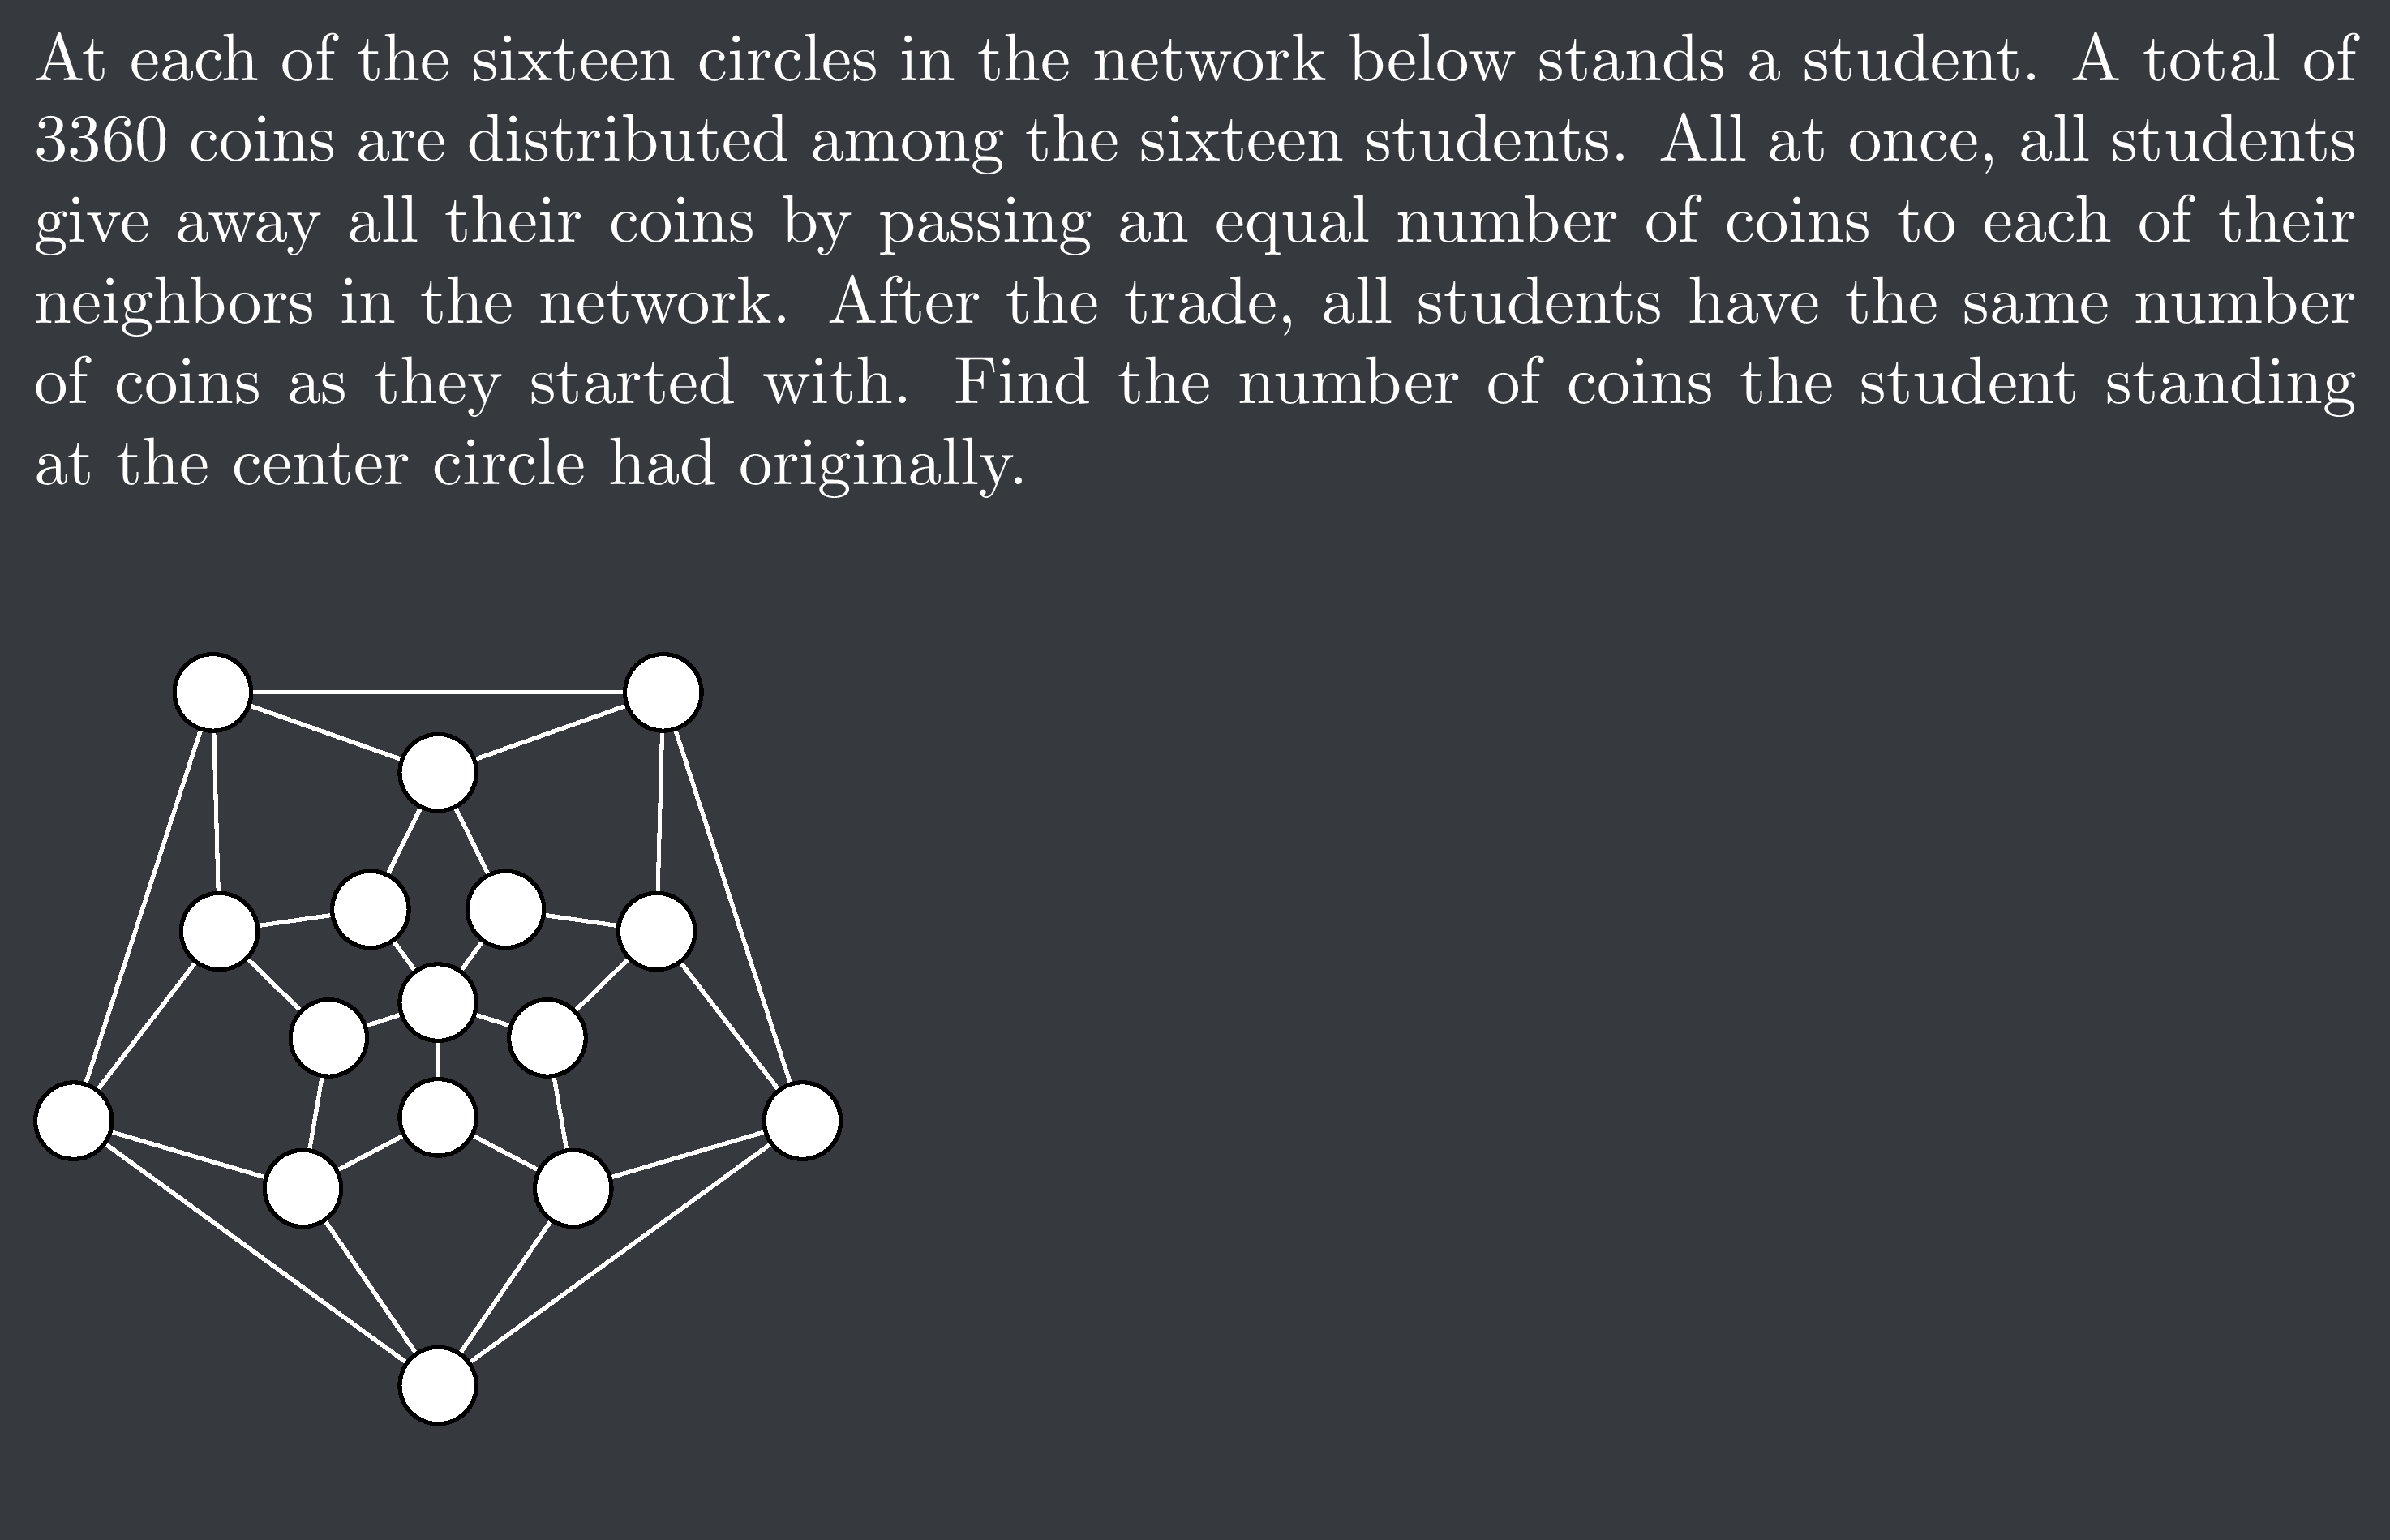 At each of the sixteen circles in the network below stands a student. A total of
3360 coins are distributed among the sixteen students. All at once, all students
give away all their coins by passing an equal number of coins to each of their
neighbors in the network. After the trade, all students have the same number
of coins as they started with. Find the number of coins the student standing
at the center circle had originally.